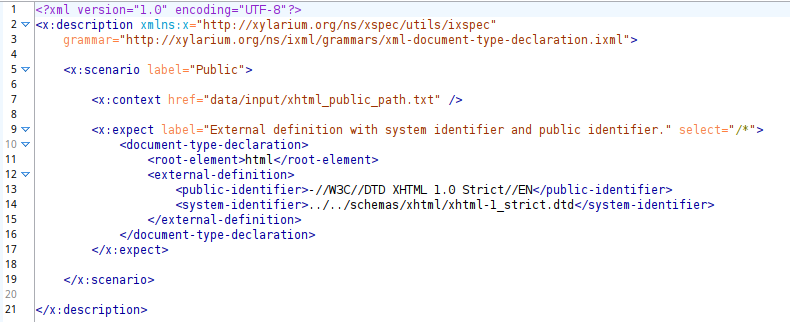 1 <?xml version="1.0" encoding="UTF-8"?>
2 <x:description xmlns:x="http://xylarium.org/ns/xspec/utils/ixspec"
3     grammar="http://xylarium.org/ns/ixml/grammars/xml-document-type-declaration.ixml">
4
5     <x:scenario label="Public">
6
7         <x:context href="data/input/xhtml_public_path.txt" />
8
9         <x:expect label="External definition with system identifier and public identifier." select="/*">
10             <document-type-declaration>
11                 <root-element>html</root-element>
12                 <external-definition>
13                     <public-identifier>-//W3C//DTD XHTML 1.0 Strict//EN</public-identifier>
14                     <system-identifier>../../schemas/xhtml/xhtml-1_strict.dtd</system-identifier>
15                 </external-definition>
16             </document-type-declaration>
17         </x:expect>
18
19     </x:scenario>
20
21 </x:description>